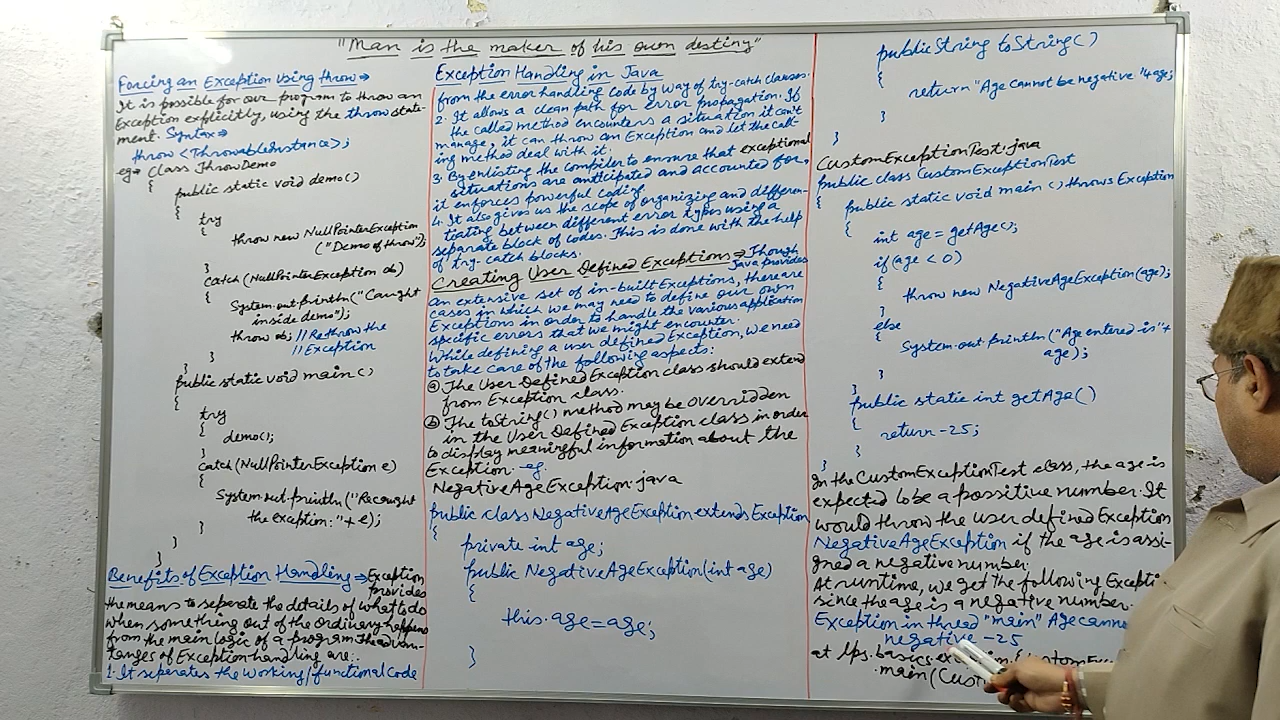 "Man is the maker of his own destiny"
Forcing an Exception Using throw⇒
It is possible for our program to throw an
Exception explicitly, using the throw state-
ment. Syntax⇒
throw <ThrowableInstance>;
eg⇒ Class ThrowDemo
{
public static void demo()
{
try
{
throw new NullPointerException
("Demo of throw");
}
catch (NullPointerException ob)
{
System.out.println("Caught
inside demo");
throw ob; //Rethrow the
//Exception
}
}
public static void main()
{
try
{
demo();
}
catch (NullPointerException e)
{
System.out.println("Recaught
the exception:"+e);
}
}
}
Benefits of Exception Handling⇒Exception
provides
the means to seperate the details of what to do
when something out of the ordinary happens
from the main logic of a program. The advan-
tanges of Exception handling are:-
1. It seperates the working/functional code
Exception Handling in Java
from the error handling Code by way of try-catch clauses.
2. It allows a clean path for error propagation. If
the called method encounters a situation it can't
manage, it can throw an Exception and let the call-
ing method deal with it.
3. By enlisting the compiler to ensure that exceptional
situations are anticipated and accounted for,
it enforces powerful coding
4. It also gives us the scope of organizing and differen-
tiating between different error types using a
separate block of codes. This is done with the help
of try-catch blocks.
Creating User Defined Exceptions⇒Though
Java provides
an extensive set of in-built Exceptions, there are
cases in which we may need to define our own
Exceptions in order to handle the various application
specific errors that we might encounter.
While defining a user defined Exception, we need
to take care of the following aspects:
(a) The User Defined Exception class should extend
from Exception class.
(b) The toString() method may be overridden
in the User Defined Exception class in order
to display meaningful information about the
Exception. -eg.
NegativeAgeException.java
public class NegativeAgeException extends Exception
{
private int age;
public NegativeAgeException(int age)
{
this.age=age;
}
public String toString()
{
return "Age cannot be negative "+age;
}
}
CustomExceptionTest.java
public class CustomExceptionTest
{
public static void main () throws Exception
{
int age = getAge();
if(age < 0)
{
throw new NegativeAgeException(age);
}
else
{
System.out.println("Age entered is"+
age);
}
}
public static int getAge()
{
return -25;
}
}
In the CustomExceptionTest class, the age is
expected to be a possitive number. It
would throw the user defined Exception
NegativeAgeException if the age is assi-
gned a negative number.
At runtime, we get the following Excepti
since the age is a negative number.
Exception in thread "main" Age canno
negative -25
at lps.basics
.main(Cust